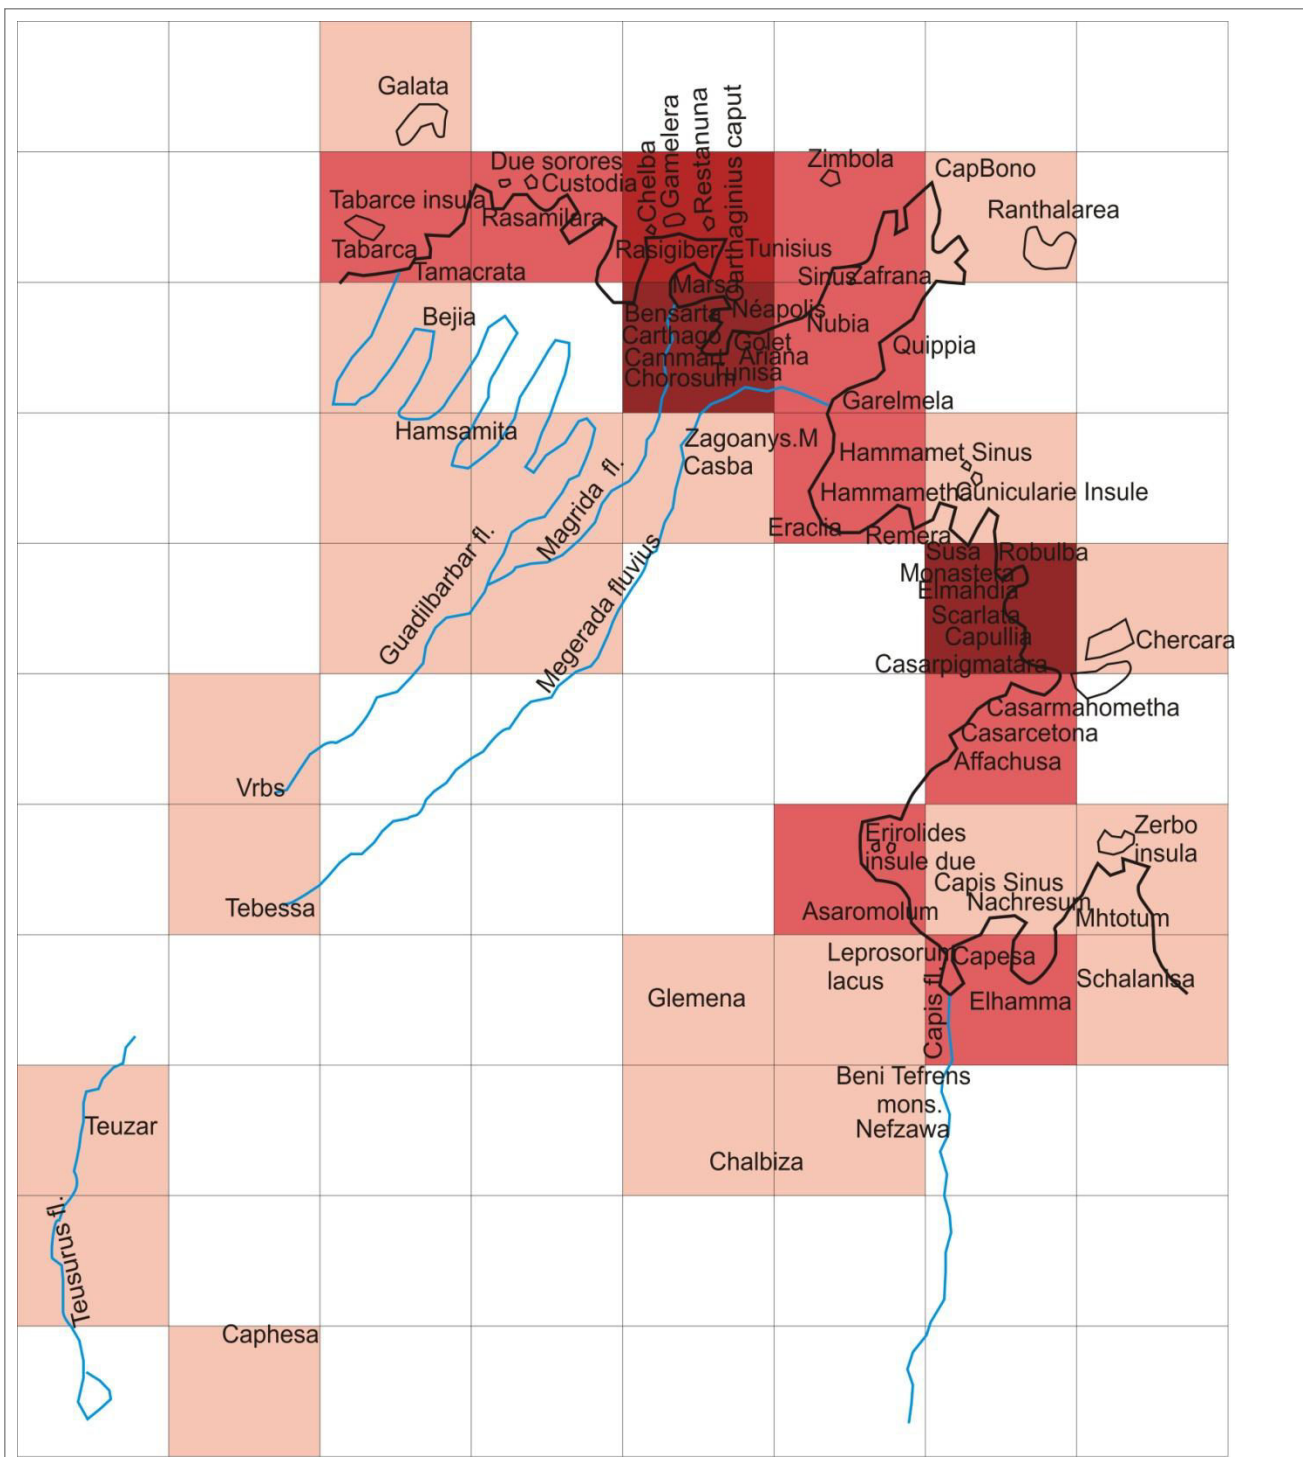 Galata
Chelba
Gamelera
Restanuna
Carthaginius caput
Due sorores
Custodia
Zimbola
CapBono
Tabarce insula
Rasamilara
Ranthalarea
Tabarca
Rasigiber
Tunisius
Tamacrata
Marsa
Sinus
Zafrana
Bejia
Bensarta
Néapolis
Nubia
Carthago
Golet
Quippia
Cammart
Ariana
Chorosum
Tunisa
Garelmela
Hamsamita
Zagoanys.M
Casba
Hammamet Sinus
Magrida fl.
Hammametha
Cunicularie Insule
Eraclia
Remera
Guadilbarbar fl.
Megerada fluvius
Susa
Robulba
Monastera
Elmahdia
Scarlata
Capullia
Chercara
Casarpigmatara
Casarmahometha
Casarcetona
Affachusa
Vrbs
Erirolides
insule due
Zerbo
insula
Capis Sinus
Nachresum
Tebessa
Asaromolum
Mhtotum
Leprosorum
lacus
Capesa
Capis fl.
Glemena
Elhamma
Schalanisa
Beni Tefrens
mons.
Nefzawa
Teuzar
Chalbiza
Teusurus fl.
Caphesa